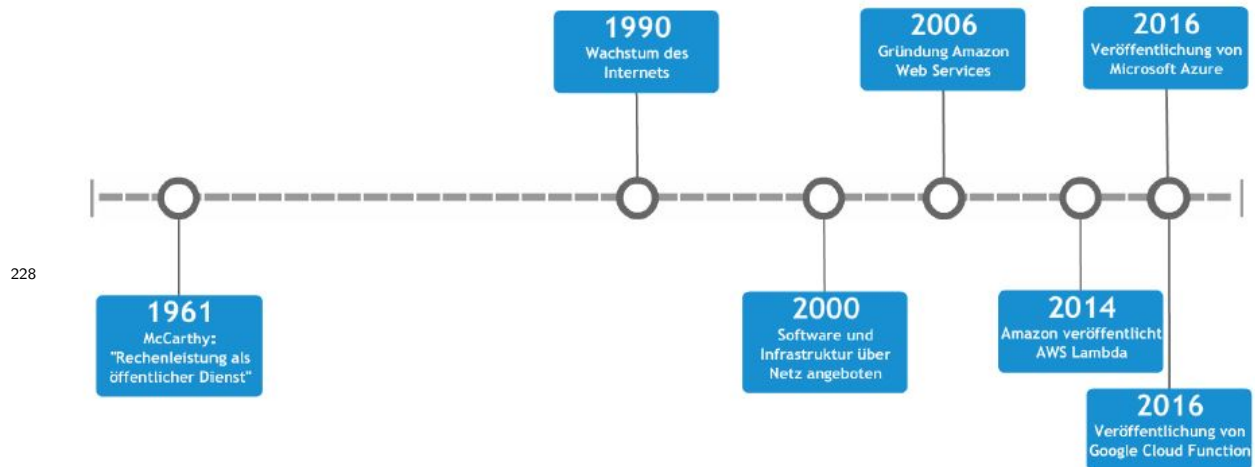 1990
Wachstum des
Internets
2006
Gründung Amazon
Web Services
2016
Veröffentlichung von
Microsoft Azure
228
1961
McCarthy:
"Rechenleistung als
öffentlicher Dienst"
2000
Software und
Infrastruktur über
Netz angeboten
2014
Amazon veröffentlicht
AWS Lambda
2016
Veröffentlichung von
Google Cloud Function